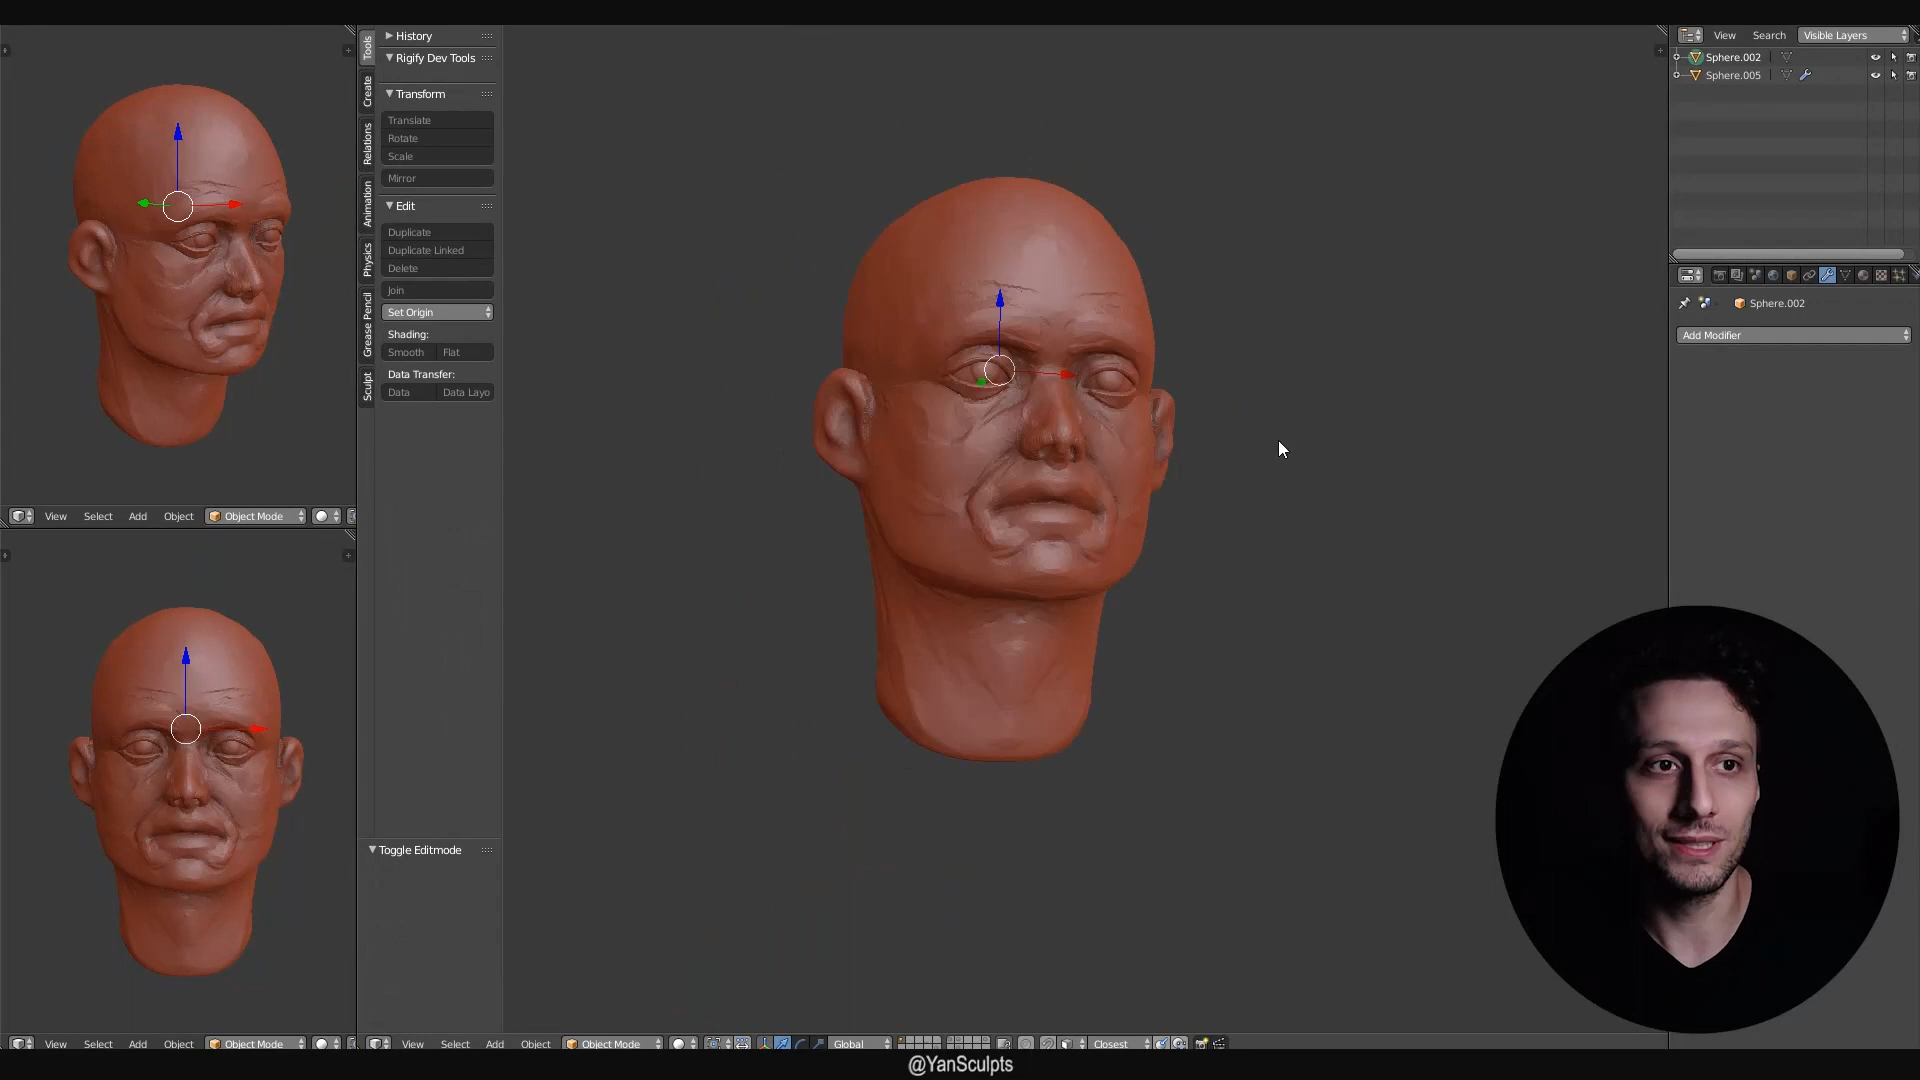 View Select Add Object Object Mode
View Select Add Object Object Mode
Tools
Create
Relations
Animation
Physics
Grease Pencil
Sculpt
History
Rigify Dev Tools
Transform
Translate
Rotate
Scale
Mirror
Edit
Duplicate
Duplicate Linked
Delete
Join
Set Origin
Shading:
Smooth Flat
Data Transfer:
Data Data Layo
Toggle Editmode
View Select Add Object Object Mode Global Closest
View Search Visible Layers
Sphere.002
Sphere.005
Sphere.002
Add Modifier
@YanSculpts